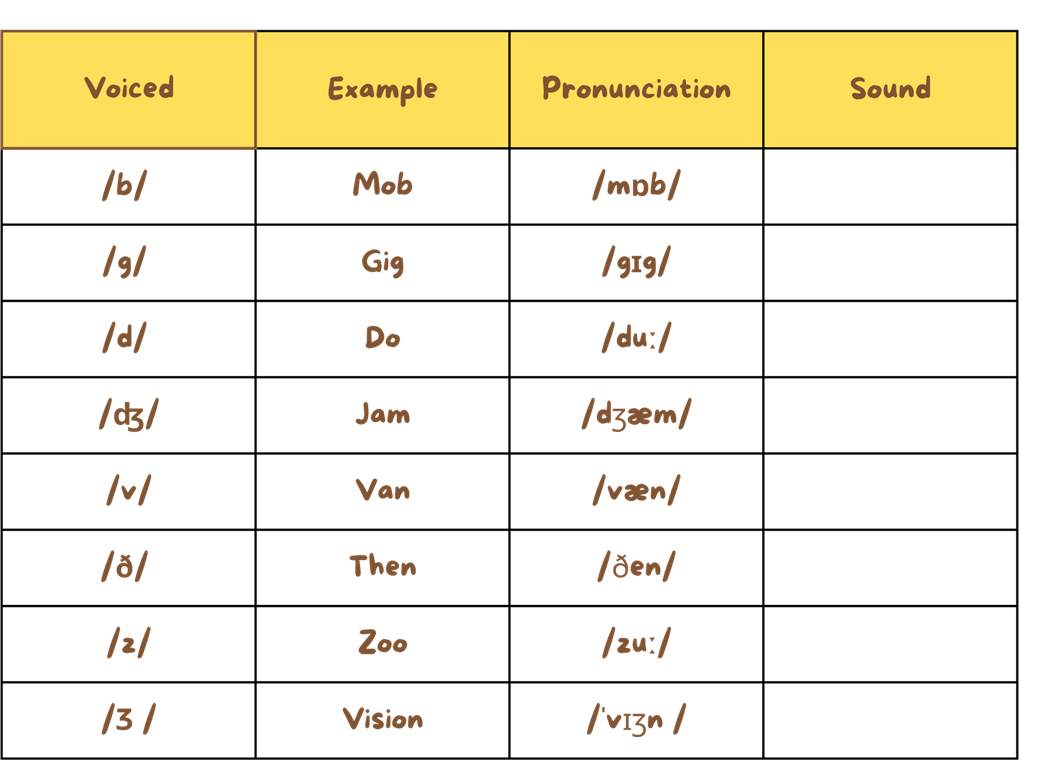 Voiced Example Pronunciation Sound
/b/ Mob /mɒb/
/g/ Gig /gɪg/
/d/ Do /duː/
/ʤ/ Jam /dʒæm/
/v/ Van /væn/
/ð/ Then /ðen/
/z/ Zoo /zuː/
/3 / Vision /ˈvɪʒn /